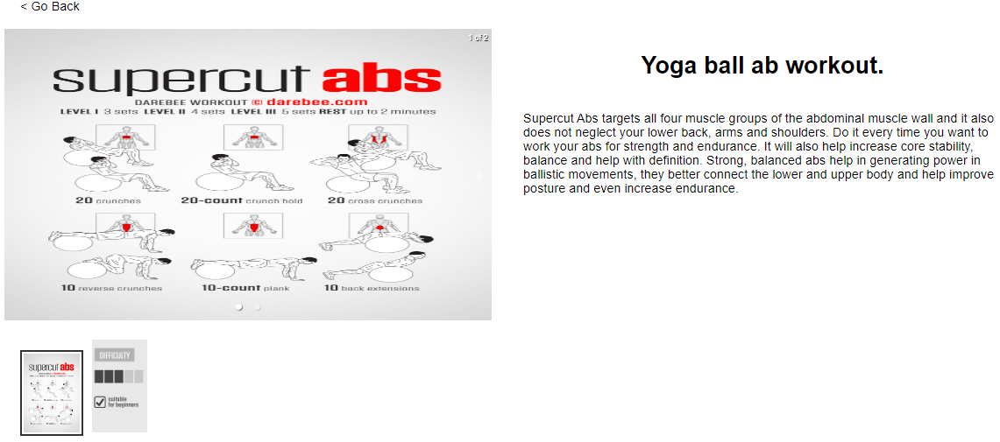 < Go Back
1 of 2
supercut abs
DAREBEE WORKOUT © darebee.com
LEVEL I 3 sets LEVEL II 4 sets LEVEL III 5 sets REST up to 2 minutes
20 crunches
20-count crunch hold
20 cross crunches
10 reverse crunches
10-count plank
10 back extensions
Yoga ball ab workout.
Supercut Abs targets all four muscle groups of the abdominal muscle wall and it also
does not neglect your lower back, arms and shoulders. Do it every time you want to
work your abs for strength and endurance. It will also help increase core stability,
balance and help with definition. Strong, balanced abs help in generating power in
ballistic movements, they better connect the lower and upper body and help improve
posture and even increase endurance.
supercut abs
DIFFICULTY
suitable
for beginners